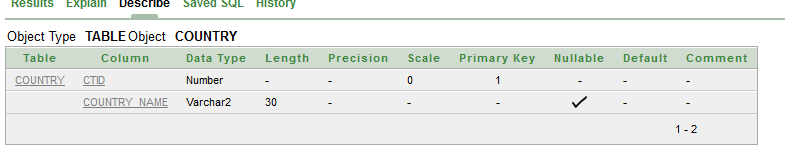 Results Explain Describe Saved SQL History
Object Type TABLE Object COUNTRY
Table Column Data Type Length Precision Scale Primary Key Nullable Default Comment
COUNTRY CTID Number - - 0 1 - - -
COUNTRY_NAME Varchar2 30 - - - - -
1 - 2